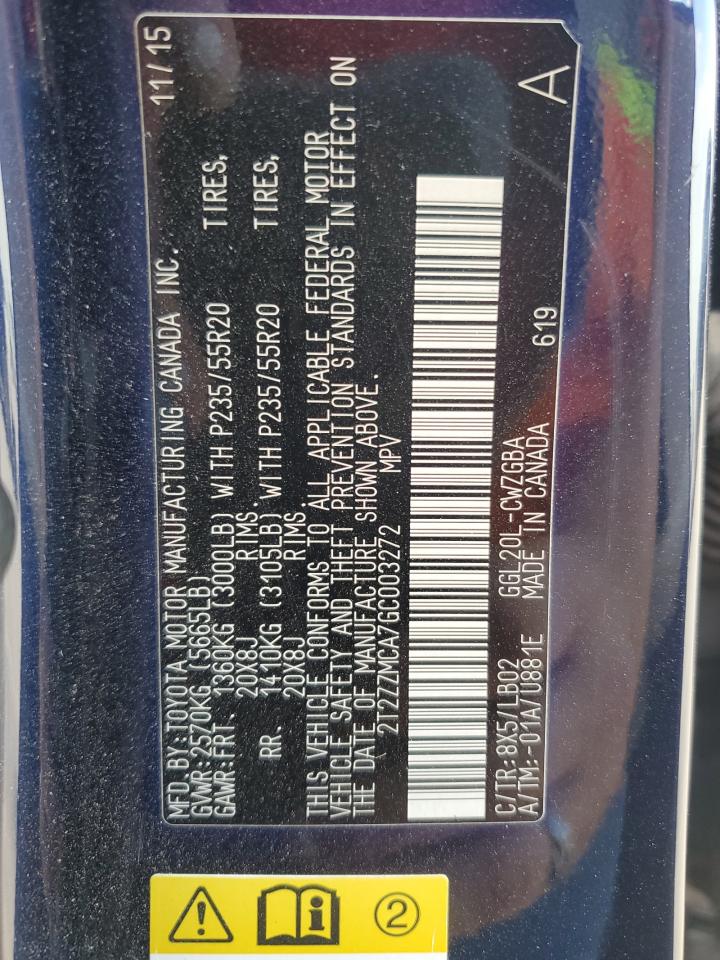 MFD.BY:TOYOTA MOTOR MANUFACTURING CANADA INC. 11/15
GVWR:2570KG (5665LB)
GAWR:FRT. 1360KG (3000LB) WITH P235/55R20 TIRES,
20X8J RIMS.
RR. 1410KG (3105LB) WITH P235/55R20 TIRES,
20X8J RIMS.
THIS VEHICLE CONFORMS TO ALL APPLICABLE FEDERAL MOTOR
VEHICLE SAFETY AND THEFT PREVENTION STANDARDS IN EFFECT ON
THE DATE OF MANUFACTURE SHOWN ABOVE.
2T2ZZMCA7GC003272 MPV
C/TR:8X5/LB02 GGL20L-CWZGBA
A/TM:-01A/U881E MADE IN CANADA 619 A
2